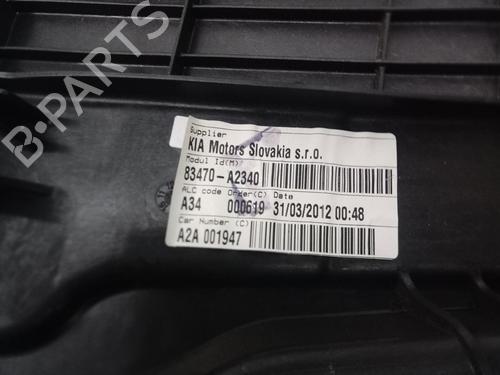 B-PARTS
Supplier
KIA Motors Slovakia s.r.o.
Modul Id(M)
83470-A2340
ALC code Order(C) Date
A34 000619 31/03/2012 00:48
Car Number (C)
A2A 001947